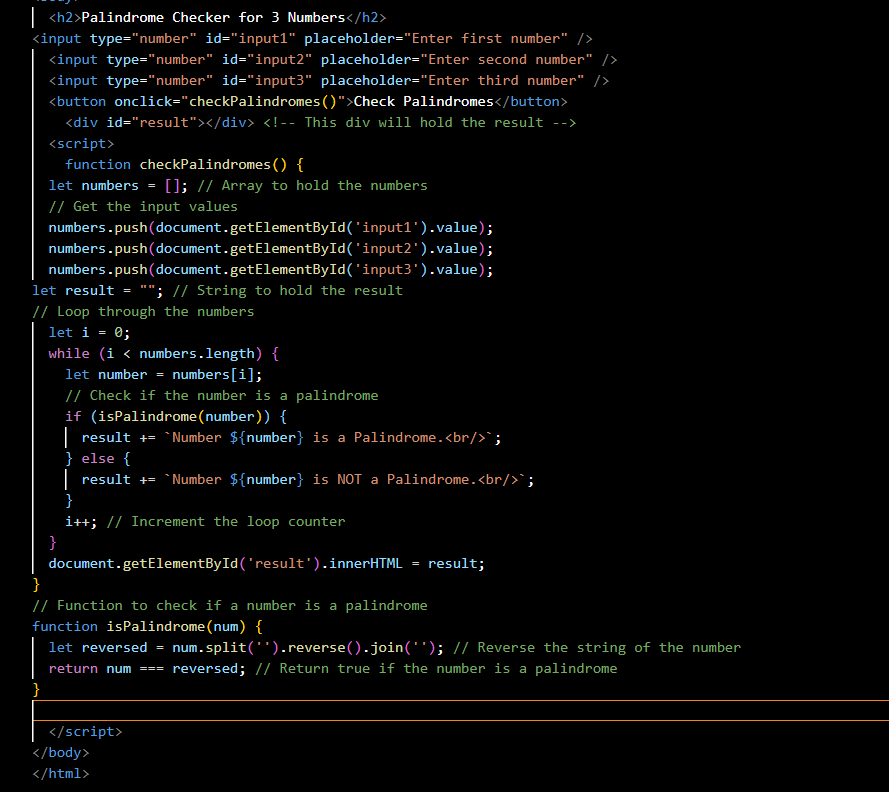 <h2>Palindrome Checker for 3 Numbers</h2>
<input type="number" id="input1" placeholder="Enter first number" />
<input type="number" id="input2" placeholder="Enter second number" />
<input type="number" id="input3" placeholder="Enter third number" />
<button onclick="checkPalindromes()">Check Palindromes</button>
<div id="result"></div> <!-- This div will hold the result -->
<script>
function checkPalindromes() {
let numbers = []; // Array to hold the numbers
// Get the input values
numbers.push(document.getElementById('input1').value);
numbers.push(document.getElementById('input2').value);
numbers.push(document.getElementById('input3').value);
let result = ""; // String to hold the result
// Loop through the numbers
let i = 0;
while (i < numbers.length) {
let number = numbers[i];
// Check if the number is a palindrome
if (isPalindrome(number)) {
result += `Number ${number} is a Palindrome.<br/>`;
} else {
result += `Number ${number} is NOT a Palindrome.<br/>`;
}
i++; // Increment the loop counter
}
document.getElementById('result').innerHTML = result;
}
// Function to check if a number is a palindrome
function isPalindrome(num) {
let reversed = num.split('').reverse().join(''); // Reverse the string of the number
return num === reversed; // Return true if the number is a palindrome
}
</script>
</body>
</html>